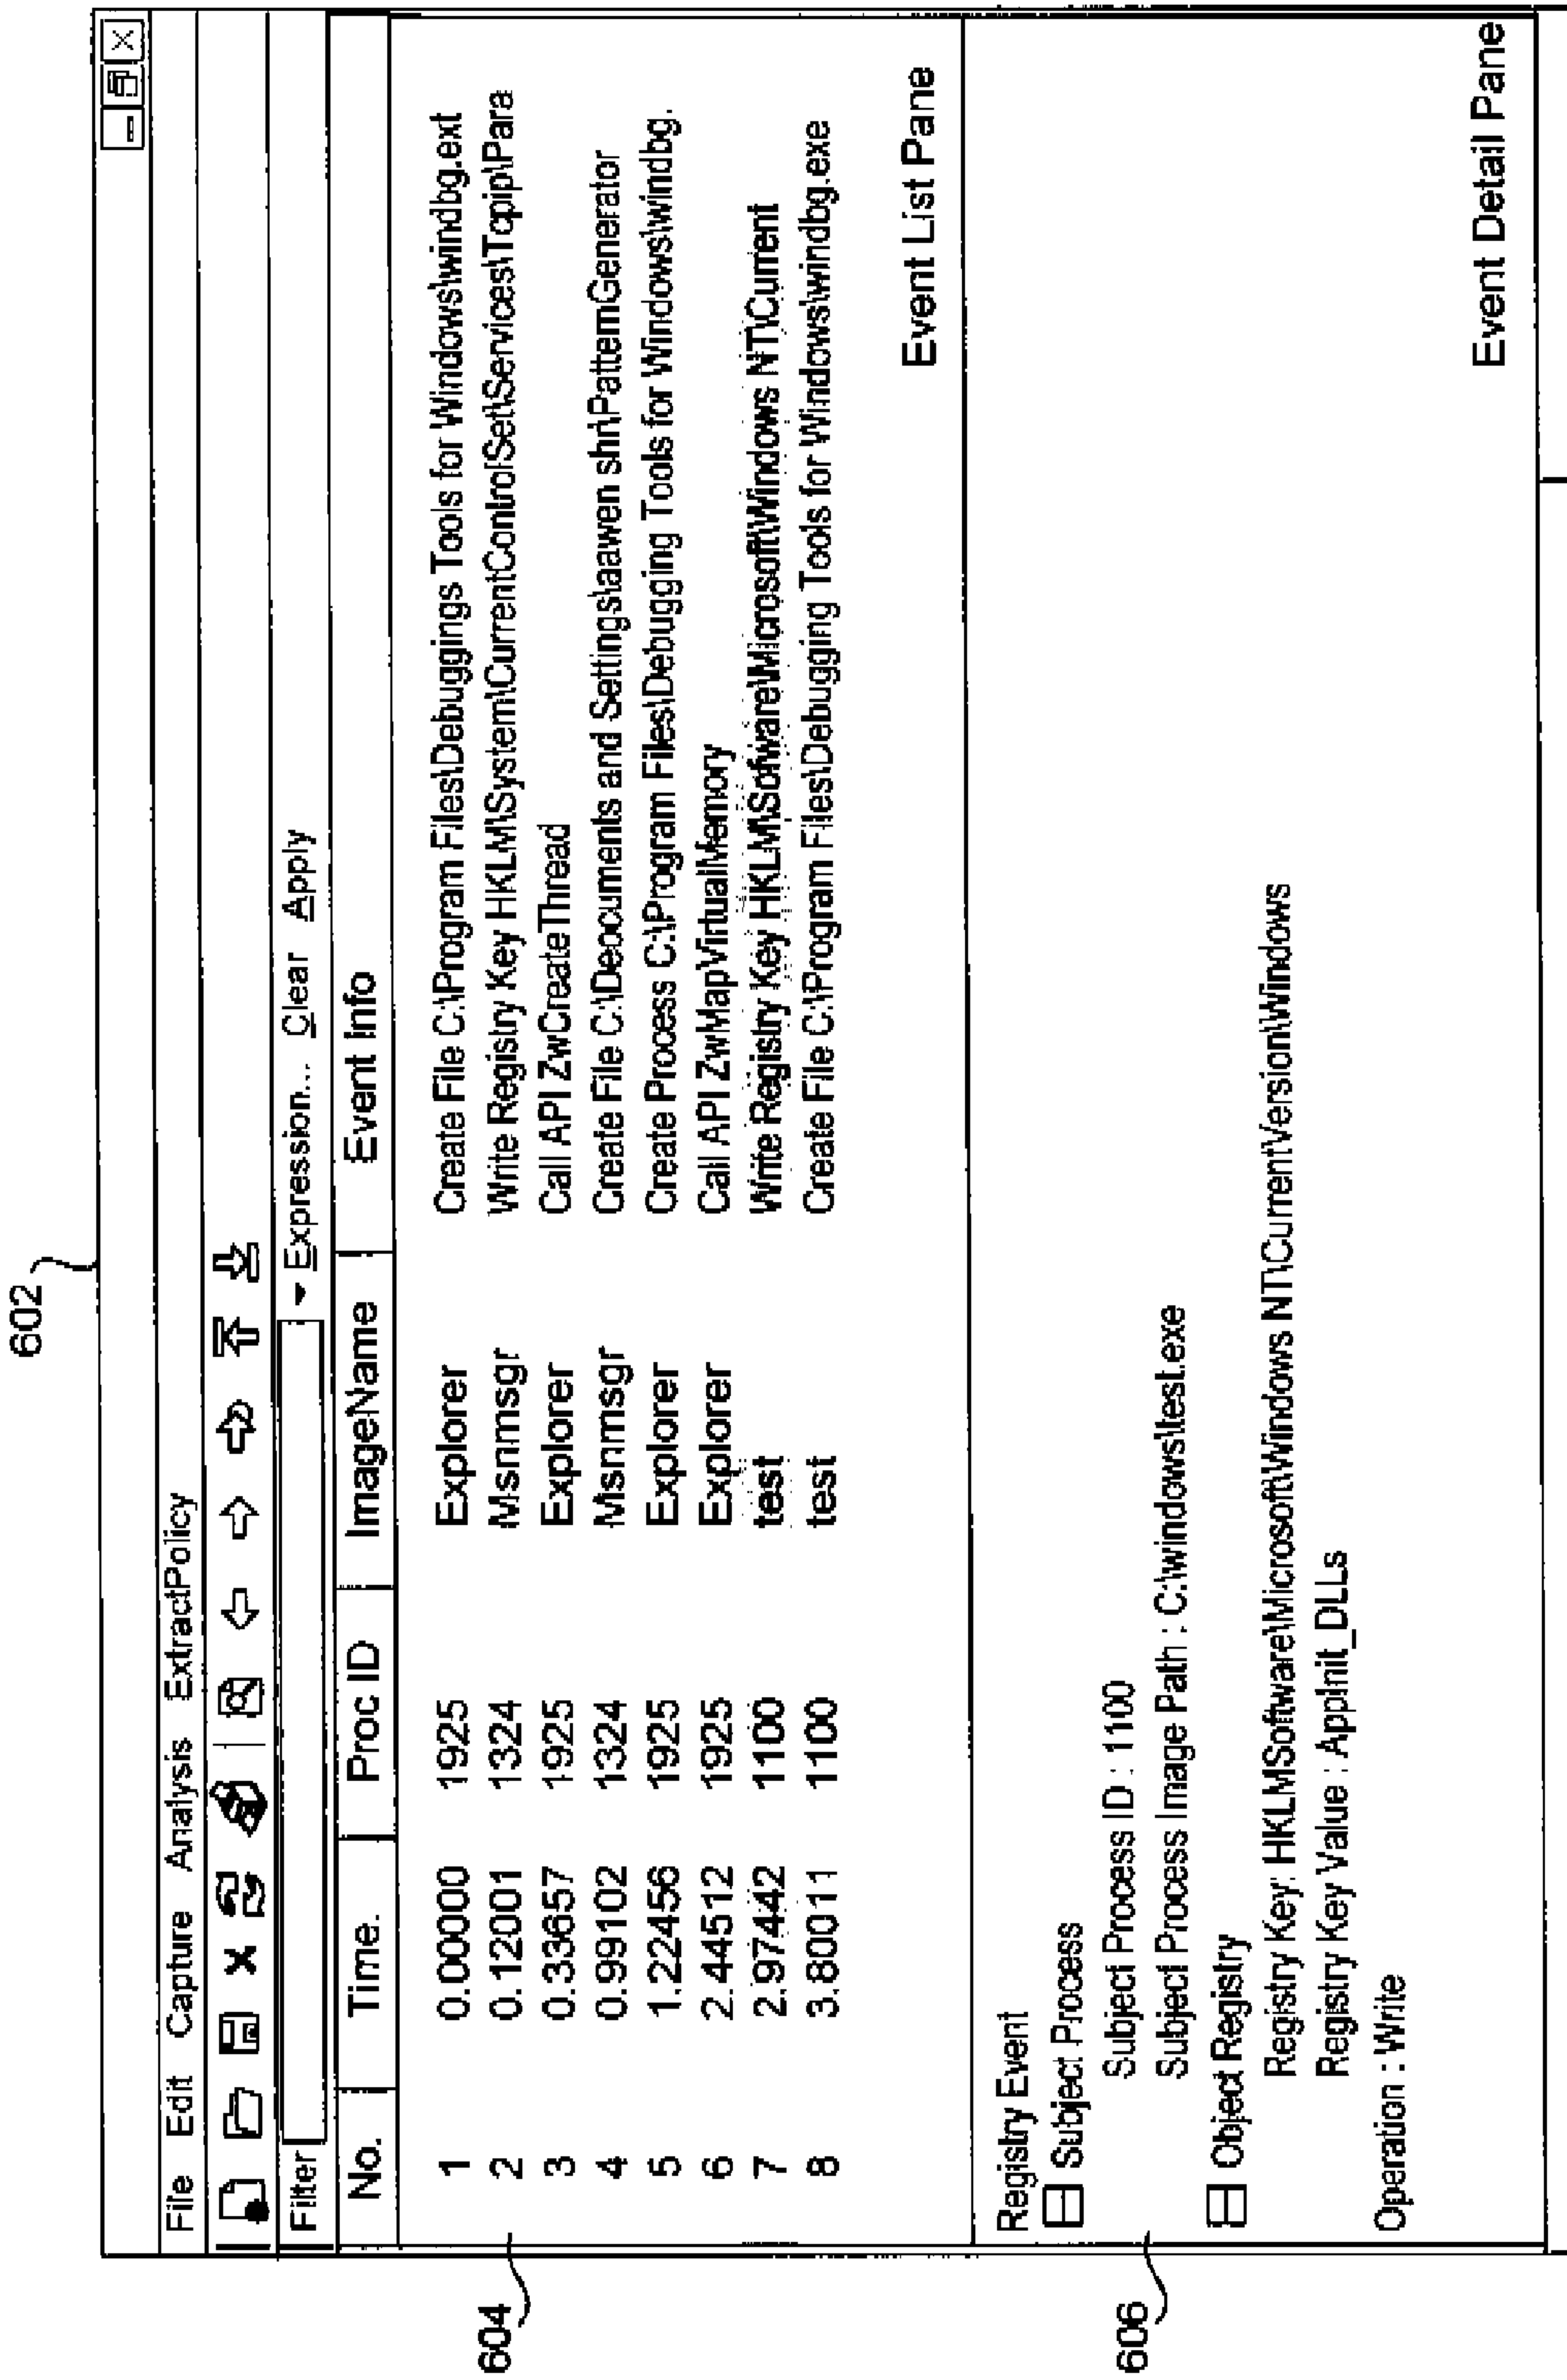 602
File Edit Capture Analysis ExtractPolicy
Filter Expression... Clear Apply
No. Time. Proc ID ImageName Event Info
1 0.00000 1925 Explorer Create File C:\Program Files\Debuggings Tools for Windows\windbg.ext
2 0.12001 1324 Msnmsgr Write Registry Key HKLM\System\CurrentControlSet\Services\Tcpip\Para
3 0.33657 1925 Explorer Call API ZwCreateThread
4 0.99102 1324 Msnmsgr Create File C:\Deocuments and Settings\aawen shr\PatternGenerator
5 1.22456 1925 Explorer Create Process C:\Program Files\Debugging Tools for Windows\windbg.
6 2.44512 1925 Explorer Call API ZwMapVirtualMemory
7 2.97442 1100 test Write Registry Key HKLM\Sofware\Microsoft\Windows NT\Current
8 3.80011 1100 test Create File C:\Program Files\Debugging Tools for Windows\windbg.exe
604
Event List Pane
Registry Event
Subject Process
Subject Process ID : 1100
606
Subject Process Image Path : C:\windows\test.exe
Object Registry
Registry Key: HKLM\Software\Microsoft\Windows NT\CurrentVersion\Windows
Registry Key Value : AppInit_DLLs
Operation : Write
Event Detail Pane